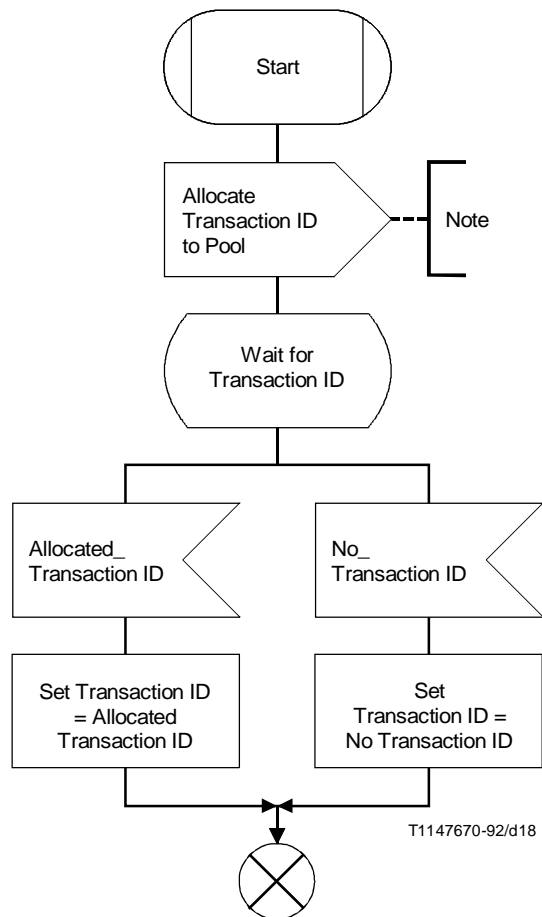 Start
Allocate
Transaction ID
to Pool
Note
Wait for
Transaction ID
Allocated_
Transaction ID
No_
Transaction ID
Set Transaction ID
= Allocated
Transaction ID
Set
Transaction ID =
No Transaction ID
T1147670-92/d18